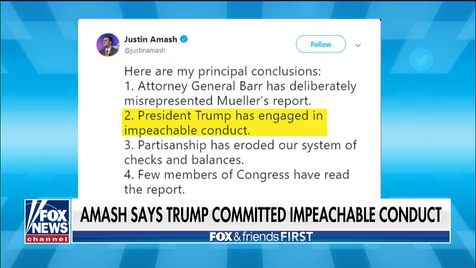 Justin Amash
@justinamash
Follow
Here are my principal conclusions:
1. Attorney General Barr has deliberately
misrepresented Mueller's report.
2. President Trump has engaged in
impeachable conduct.
3. Partisanship has eroded our system of
checks and balances.
4. Few members of Congress have read
the report.
FOX
NEWS
channel
AMASH SAYS TRUMP COMMITTED IMPEACHABLE CONDUCT
FOX & friends FIRST